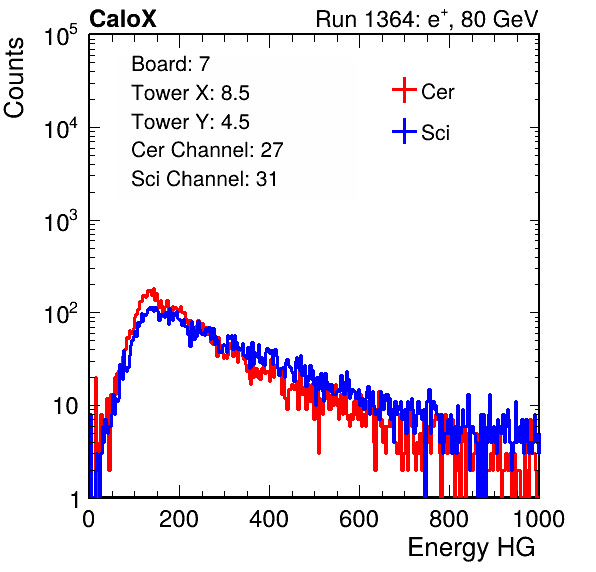 CaloX Run 1364: e⁺, 80 GeV
Counts
10⁵
10⁴
10³
10²
10
1
Board: 7
Tower X: 8.5
Tower Y: 4.5
Cer Channel: 27
Sci Channel: 31
Cer
Sci
0 200 400 600 800 1000
Energy HG